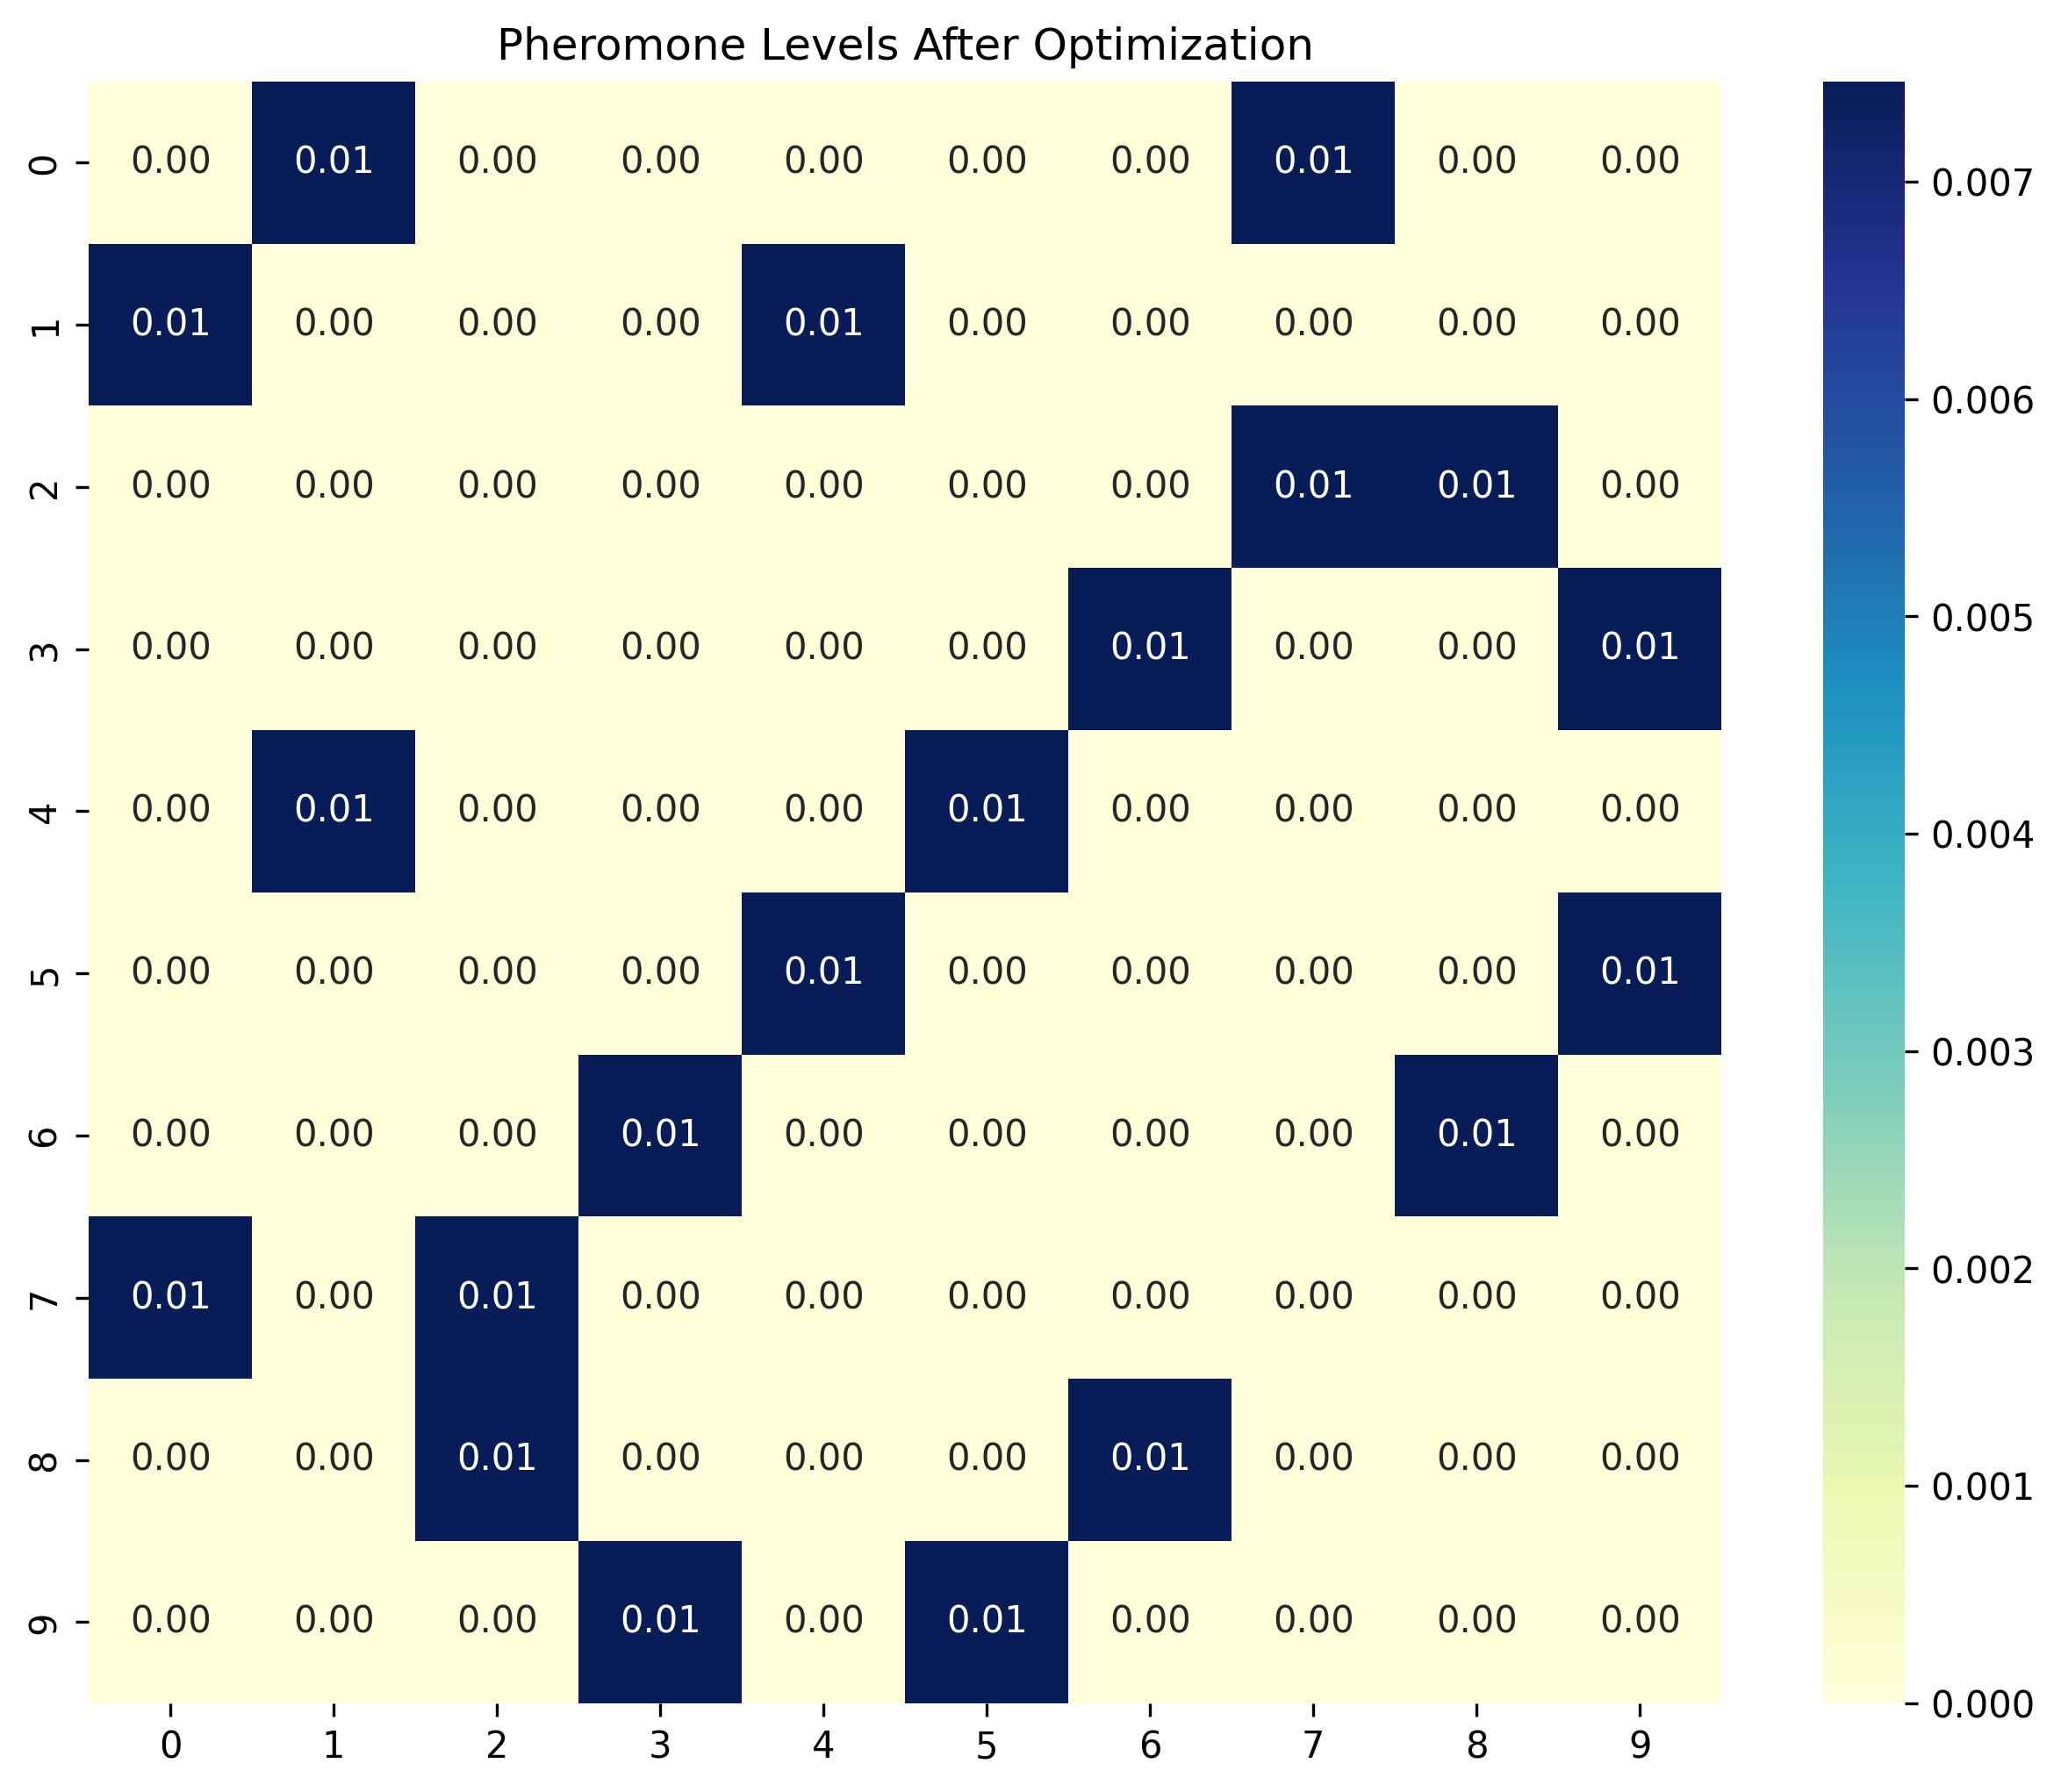 Pheromone Levels After Optimization
0 0.00 0.01 0.00 0.00 0.00 0.00 0.00 0.01 0.00 0.00
1 0.01 0.00 0.00 0.00 0.01 0.00 0.00 0.00 0.00 0.00
2 0.00 0.00 0.00 0.00 0.00 0.00 0.00 0.01 0.01 0.00
3 0.00 0.00 0.00 0.00 0.00 0.00 0.01 0.00 0.00 0.01
4 0.00 0.01 0.00 0.00 0.00 0.01 0.00 0.00 0.00 0.00
5 0.00 0.00 0.00 0.00 0.01 0.00 0.00 0.00 0.00 0.01
6 0.00 0.00 0.00 0.01 0.00 0.00 0.00 0.00 0.01 0.00
7 0.01 0.00 0.01 0.00 0.00 0.00 0.00 0.00 0.00 0.00
8 0.00 0.00 0.01 0.00 0.00 0.00 0.01 0.00 0.00 0.00
9 0.00 0.00 0.00 0.01 0.00 0.01 0.00 0.00 0.00 0.00
0 1 2 3 4 5 6 7 8 9
0.007
0.006
0.005
0.004
0.003
0.002
0.001
0.000